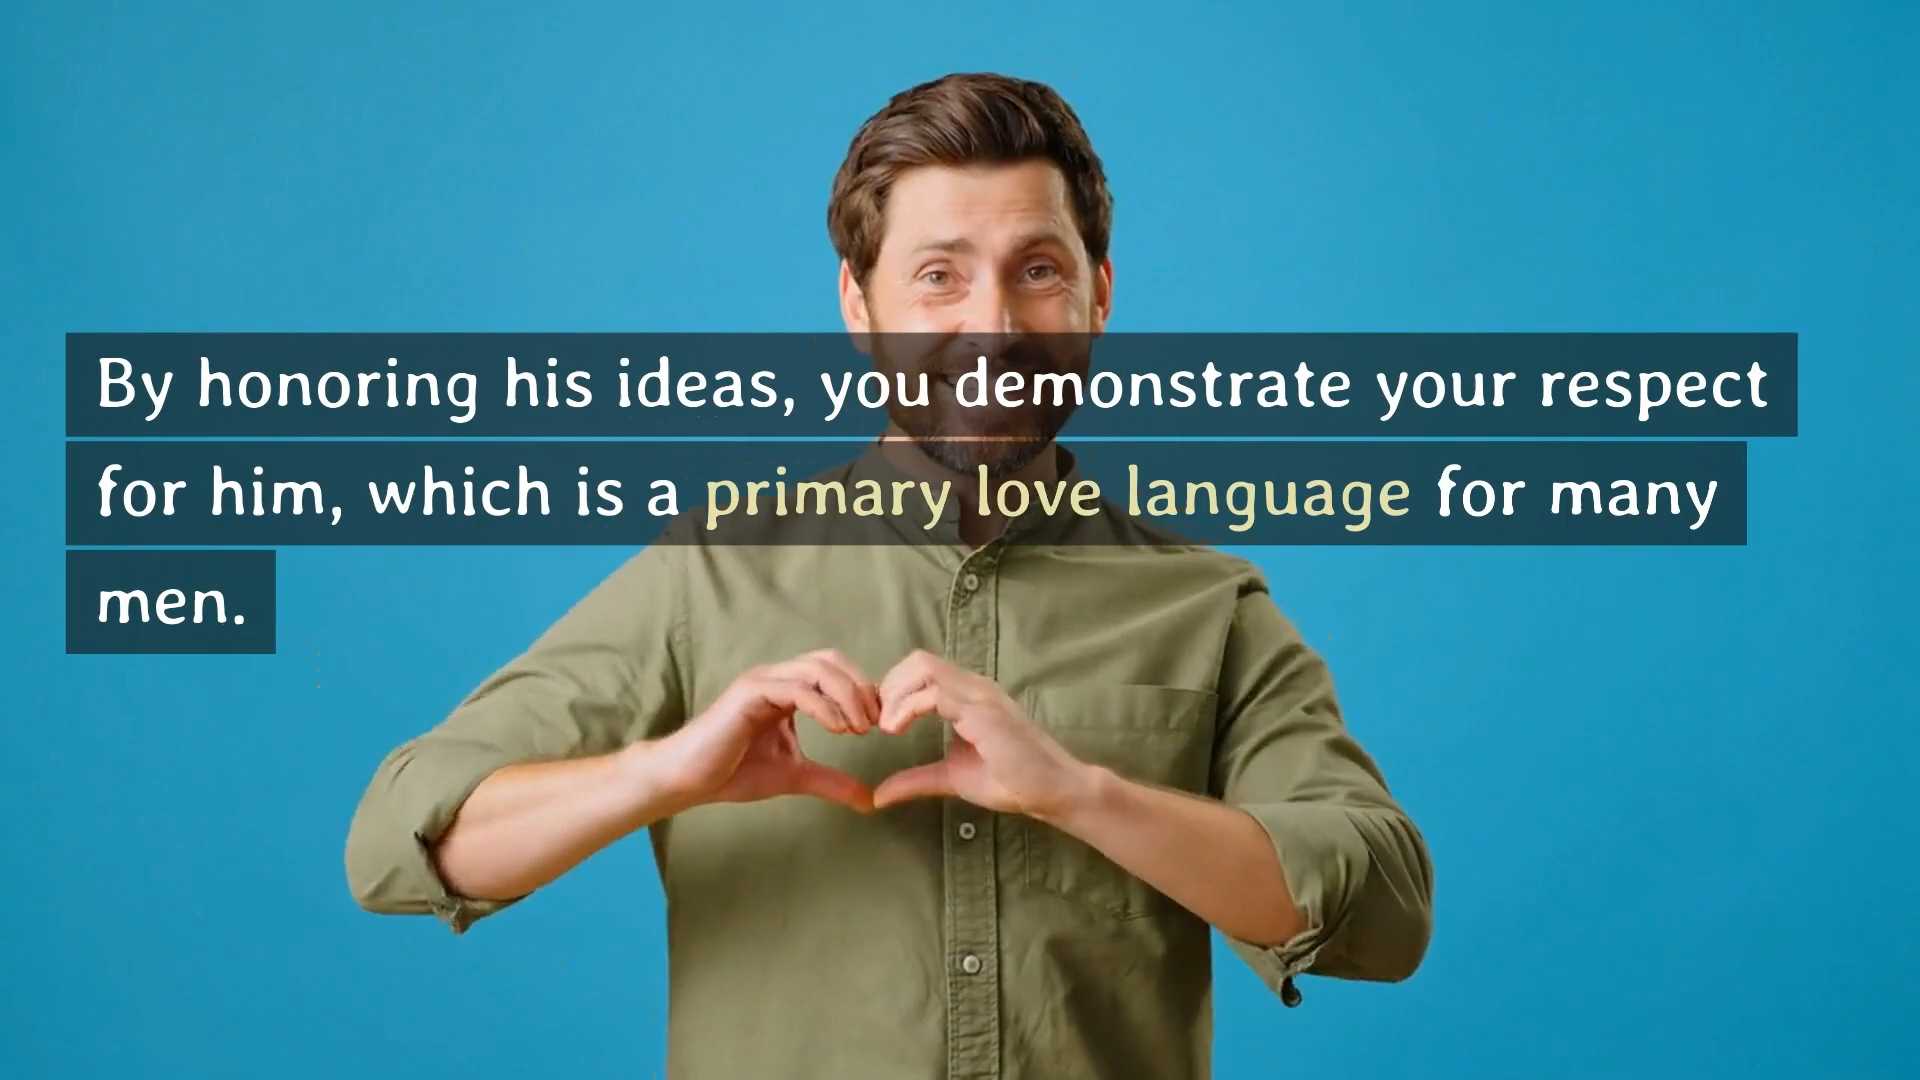 By honoring his ideas, you demonstrate your respect
for him, which is a primary love language for many
men.